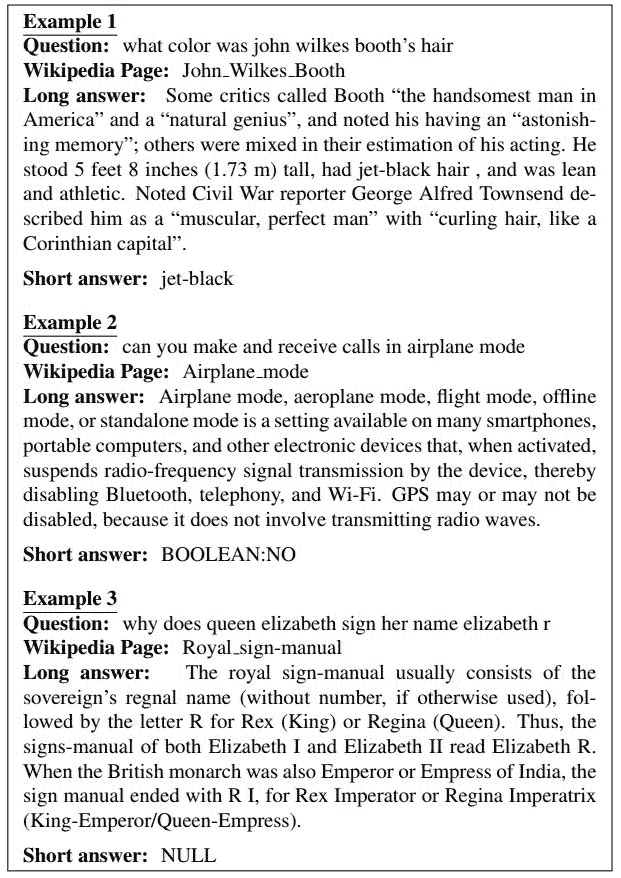 Example 1
Question: what color was john wilkes booth's hair
Wikipedia Page: John_Wilkes_Booth
Long answer: Some critics called Booth “the handsomest man in
America” and a “natural genius”, and noted his having an “astonish-
ing memory”; others were mixed in their estimation of his acting. He
stood 5 feet 8 inches (1.73 m) tall, had jet-black hair , and was lean
and athletic. Noted Civil War reporter George Alfred Townsend de-
scribed him as a “muscular, perfect man” with “curling hair, like a
Corinthian capital”.
Short answer: jet-black
Example 2
Question: can you make and receive calls in airplane mode
Wikipedia Page: Airplane_mode
Long answer: Airplane mode, aeroplane mode, flight mode, offline
mode, or standalone mode is a setting available on many smartphones,
portable computers, and other electronic devices that, when activated,
suspends radio-frequency signal transmission by the device, thereby
disabling Bluetooth, telephony, and Wi-Fi. GPS may or may not be
disabled, because it does not involve transmitting radio waves.
Short answer: BOOLEAN:NO
Example 3
Question: why does queen elizabeth sign her name elizabeth r
Wikipedia Page: Royal_sign-manual
Long answer: The royal sign-manual usually consists of the
sovereign's regnal name (without number, if otherwise used), fol-
lowed by the letter R for Rex (King) or Regina (Queen). Thus, the
signs-manual of both Elizabeth I and Elizabeth II read Elizabeth R.
When the British monarch was also Emperor or Empress of India, the
sign manual ended with R I, for Rex Imperator or Regina Imperatrix
(King-Emperor/Queen-Empress).
Short answer: NULL